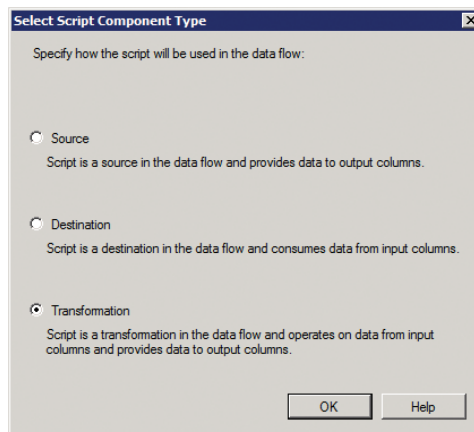 Select Script Component Type
Specify how the script will be used in the data flow:
Source
Script is a source in the data flow and provides data to output columns.
Destination
Script is a destination in the data flow and consumes data from input columns.
Transformation
Script is a transformation in the data flow and operates on data from input
columns and provides data to output columns.
OK
Help